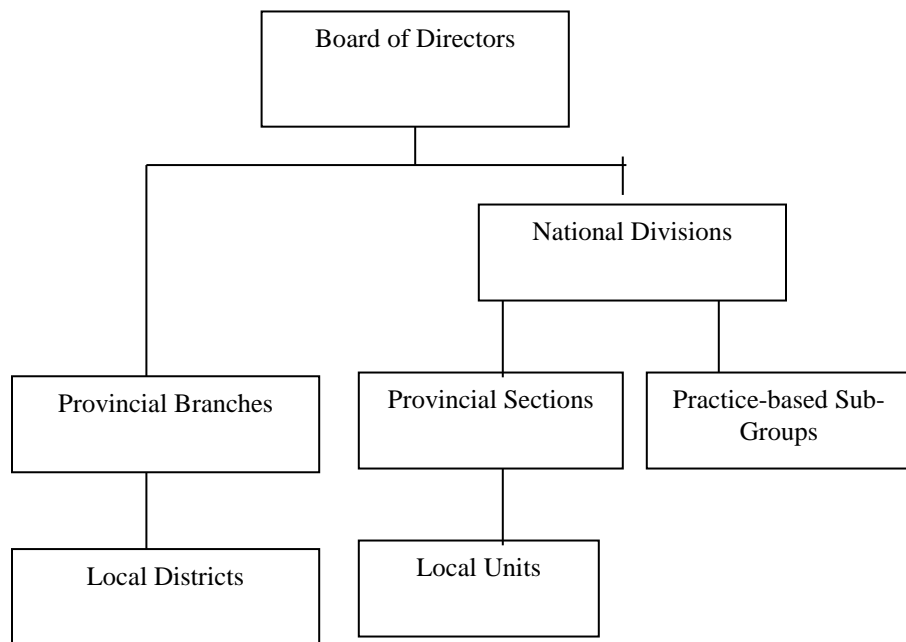 Board of Directors
National Divisions
Provincial Branches
Provincial Sections
Practice-based Sub-
Groups
Local Districts
Local Units